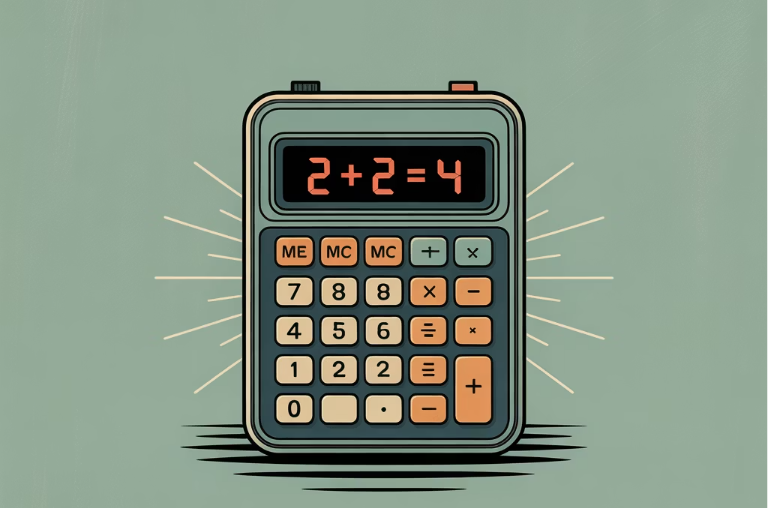 2+2=4
ME MC MC + ×
7 8 8 × −
4 5 6 ÷ ×
1 2 2 ≡ +
0 · −